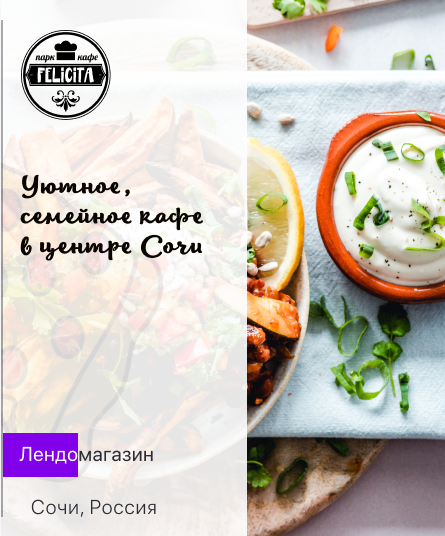 парк кафе
FELICITA
Уютное,
семейное кафе
в центре Сочи
Лендомагазин
Сочи, Россия